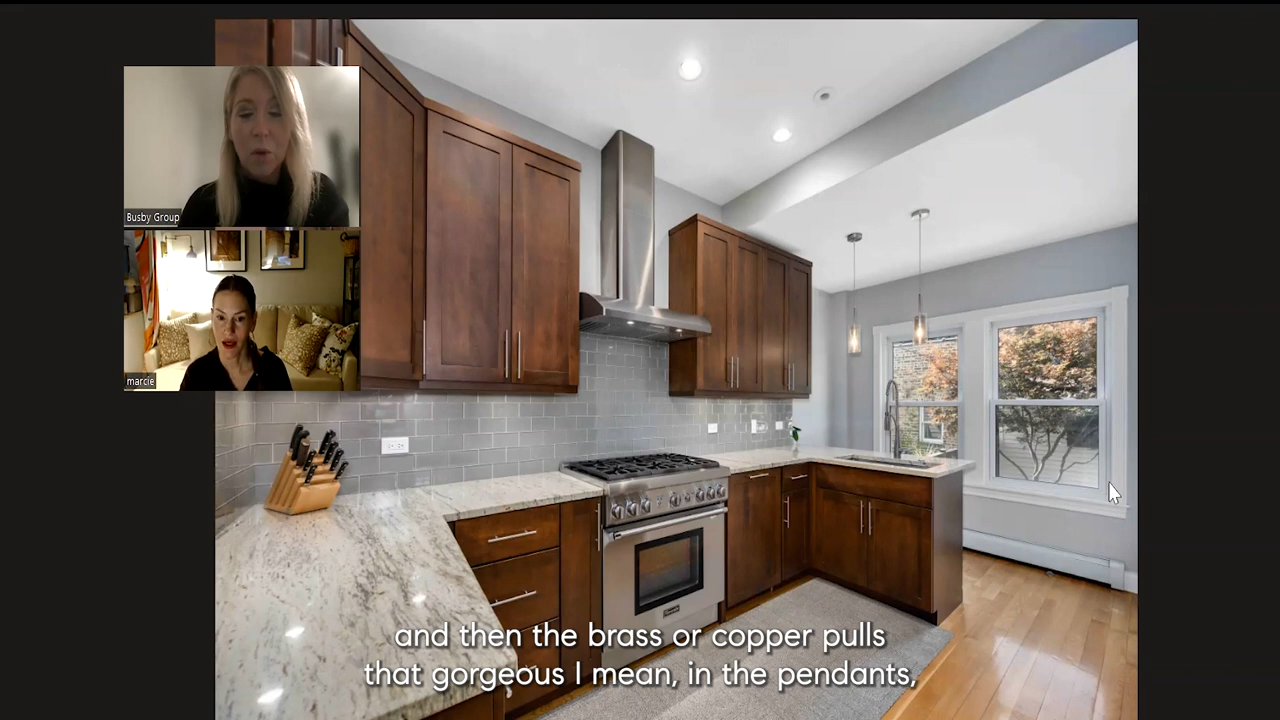 Busby Group
marcie
and then the brass or copper pulls
that gorgeous I mean, in the pendants,